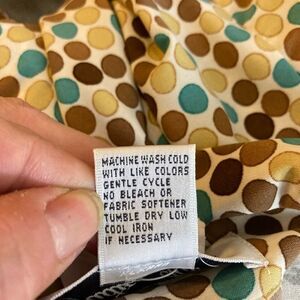 MACHINE WASH COLD
WITH LIKE COLORS
GENTLE CYCLE
NO BLEACH OR
FABRIC SOFTENER
TUMBLE DRY LOW
COOL IRON
IF NECESSARY